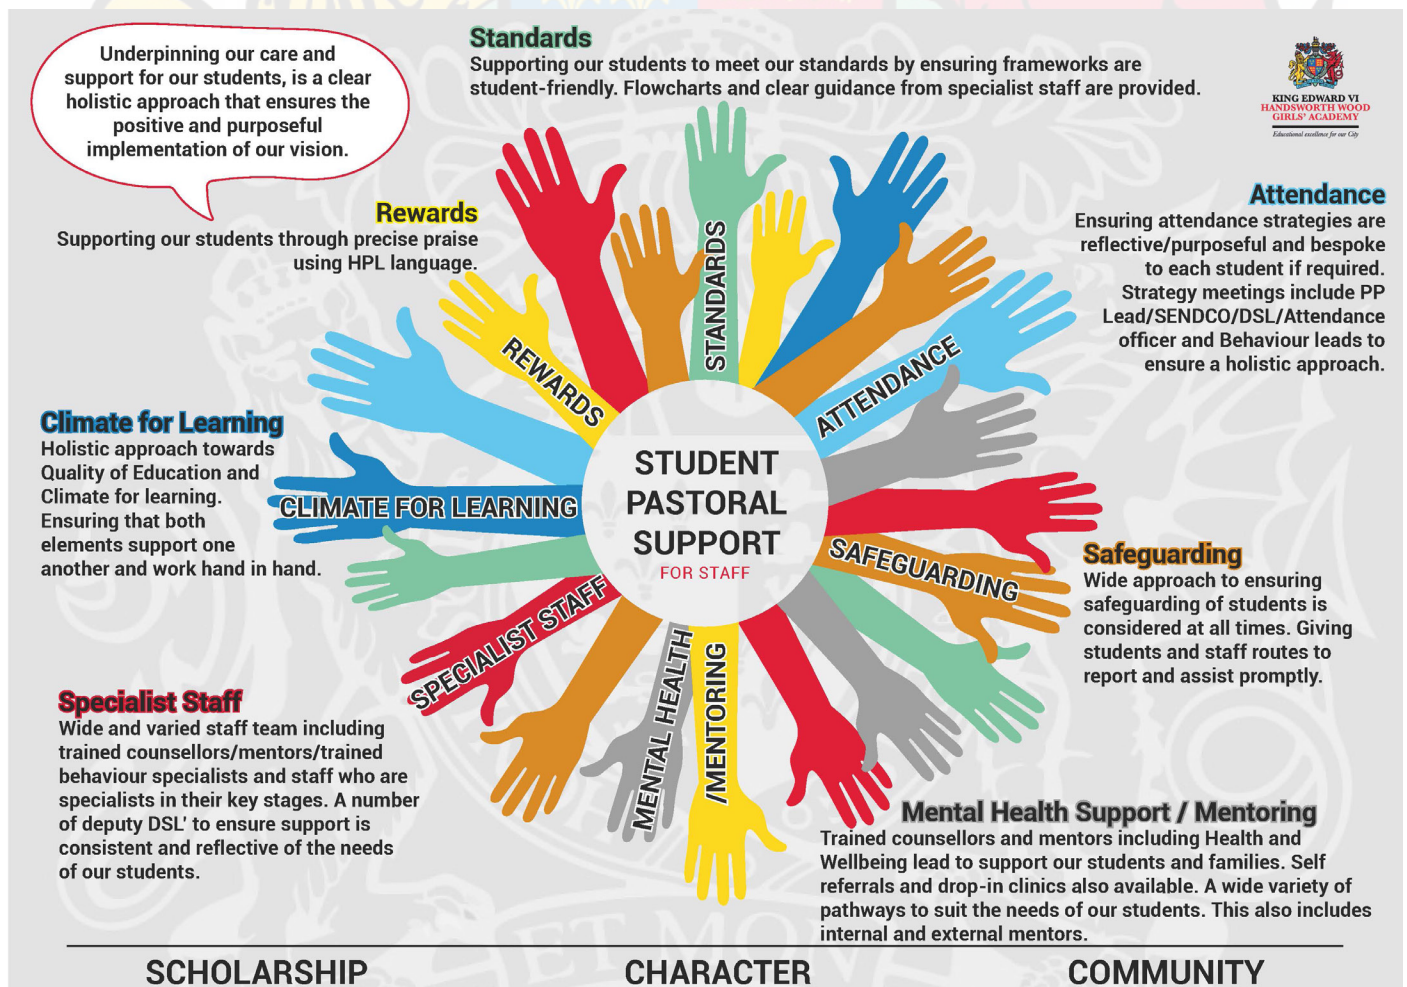 Underpinning our care and
support for our students, is a clear
holistic approach that ensures the
positive and purposeful
implementation of our vision.
Standards
Supporting our students to meet our standards by ensuring frameworks are
student-friendly. Flowcharts and clear guidance from specialist staff are provided.
KING EDWARD VI
HANDSWORTH WOOD
GIRLS' ACADEMY
Educational excellence for our City
Rewards
Supporting our students through precise praise
using HPL language.
Attendance
Ensuring attendance strategies are
reflective/purposeful and bespoke
to each student if required.
Strategy meetings include PP
Lead/SENDCO/DSL/Attendance
officer and Behaviour leads to
ensure a holistic approach.
Climate for Learning
Holistic approach towards
Quality of Education and
Climate for learning.
Ensuring that both
elements support one
another and work hand in hand.
STANDARDS
REWARDS
ATTENDANCE
CLIMATE FOR LEARNING
STUDENT
PASTORAL
SUPPORT
FOR STAFF
SAFEGUARDING
SPECIALIST STAFF
MENTAL HEALTH
/MENTORING
Safeguarding
Wide approach to ensuring
safeguarding of students is
considered at all times. Giving
students and staff routes to
report and assist promptly.
Specialist Staff
Wide and varied staff team including
trained counsellors/mentors/trained
behaviour specialists and staff who are
specialists in their key stages. A number
of deputy DSL' to ensure support is
consistent and reflective of the needs
of our students.
Mental Health Support / Mentoring
Trained counsellors and mentors including Health and
Wellbeing lead to support our students and families. Self
referrals and drop-in clinics also available. A wide variety of
pathways to suit the needs of our students. This also includes
internal and external mentors.
ET MON
SCHOLARSHIP
CHARACTER
COMMUNITY